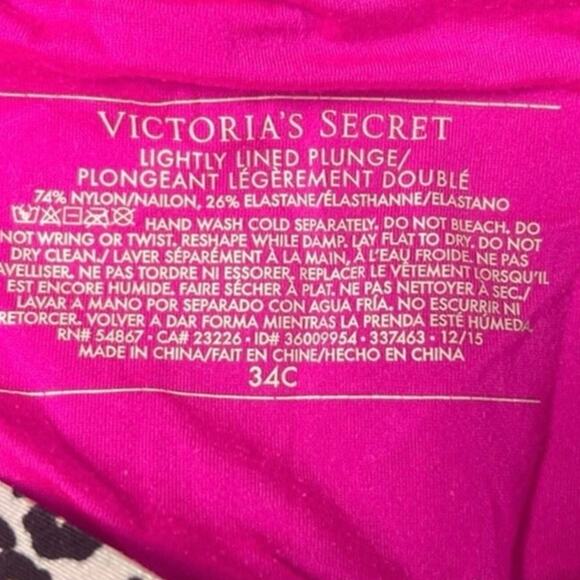 VICTORIA'S SECRET
LIGHTLY LINED PLUNGE/
PLONGEANT LÉGÈREMENT DOUBLÉ
74% NYLON/NAILON, 26% ELASTANE/ÉLASTHANNE/ELASTANO
HAND WASH COLD SEPARATELY. DO NOT BLEACH. DO
NOT WRING OR TWIST. RESHAPE WHILE DAMP. LAY FLAT TO DRY. DO NOT
DRY CLEAN./ LAVER SÉPARÉMENT À LA MAIN, À L'EAU FROIDE. NE PAS
AVELLISER. NE PAS TORDRE NI ESSORER. REPLACER LE VÊTEMENT LORSQU'IL
EST ENCORE HUMIDE. FAIRE SÉCHER À PLAT. NE PAS NETTOYER À SEC./
LAVAR A MANO POR SEPARADO CON AGUA FRÍA. NO ESCURRIR NI
RETORCER. VOLVER A DAR FORMA MIENTRAS LA PRENDA ESTÉ HÚMEDA.
RN# 54867 • CA# 23226 • ID# 36009954 • 337463 • 12/15
MADE IN CHINA/FAIT EN CHINE/HECHO EN CHINA
34C